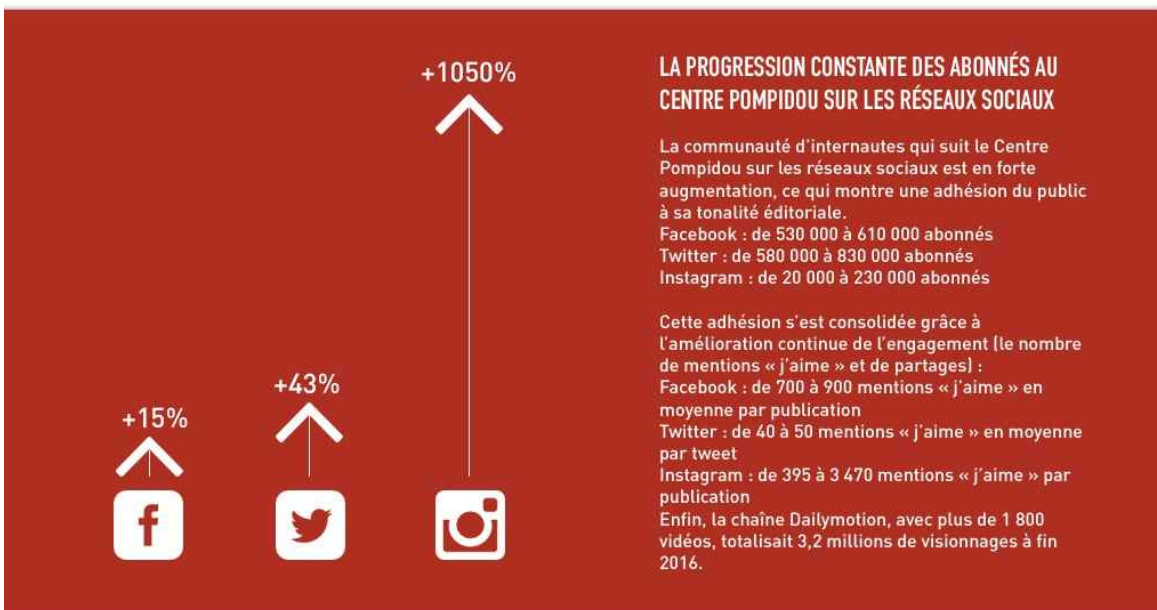 +1050%
+43%
+15%
LA PROGRESSION CONSTANTE DES ABONNÉS AU
CENTRE POMPIDOU SUR LES RÉSEAUX SOCIAUX
La communauté d'internautes qui suit le Centre
Pompidou sur les réseaux sociaux est en forte
augmentation, ce qui montre une adhésion du public
à sa tonalité éditoriale.
Facebook : de 530 000 à 610 000 abonnés
Twitter : de 580 000 à 830 000 abonnés
Instagram : de 20 000 à 230 000 abonnés
Cette adhésion s'est consolidée grâce à
l'amélioration continue de l'engagement (le nombre
de mentions « j'aime » et de partages) :
Facebook : de 700 à 900 mentions « j'aime » en
moyenne par publication
Twitter : de 40 à 50 mentions « j'aime » en moyenne
par tweet
Instagram : de 395 à 3 470 mentions « j'aime » par
publication
Enfin, la chaîne Dailymotion, avec plus de 1 800
vidéos, totalisait 3,2 millions de visionnages à fin
2016.